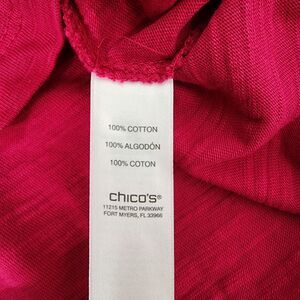 100% COTTON
100% ALGODÓN
100% COTON
chico's®
11215 METRO PARKWAY
FORT MYERS, FL 33966